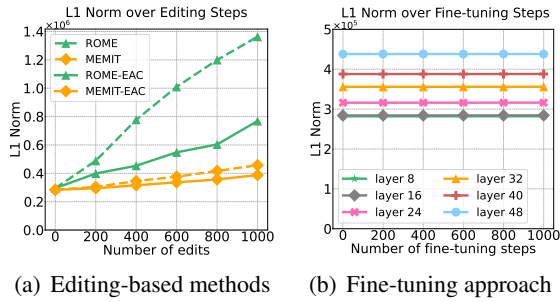 L1 Norm over Editing Steps
×10⁶
1.4
1.2
1.0
0.8
0.6
0.4
0.2
0.0
L1 Norm
ROME
MEMIT
ROME-EAC
MEMIT-EAC
0 200 400 600 800 1000
Number of edits
(a) Editing-based methods
L1 Norm over Fine-tuning Steps
×10⁵
5
4
3
2
1
0
L1 Norm
layer 8
layer 16
layer 24
layer 32
layer 40
layer 48
0 200 400 600 800 1000
Number of fine-tuning steps
(b) Fine-tuning approach